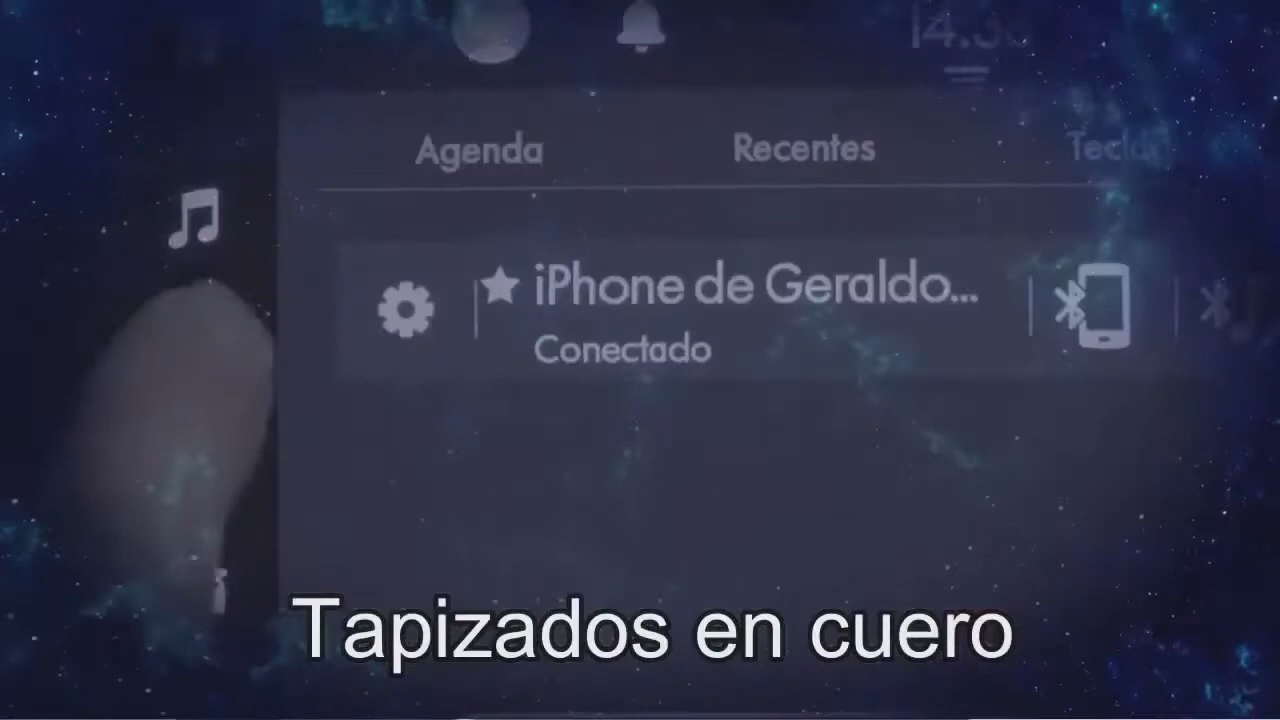 Agenda Recentes
iPhone de Geraldo...
Conectado
Tapizados en cuero